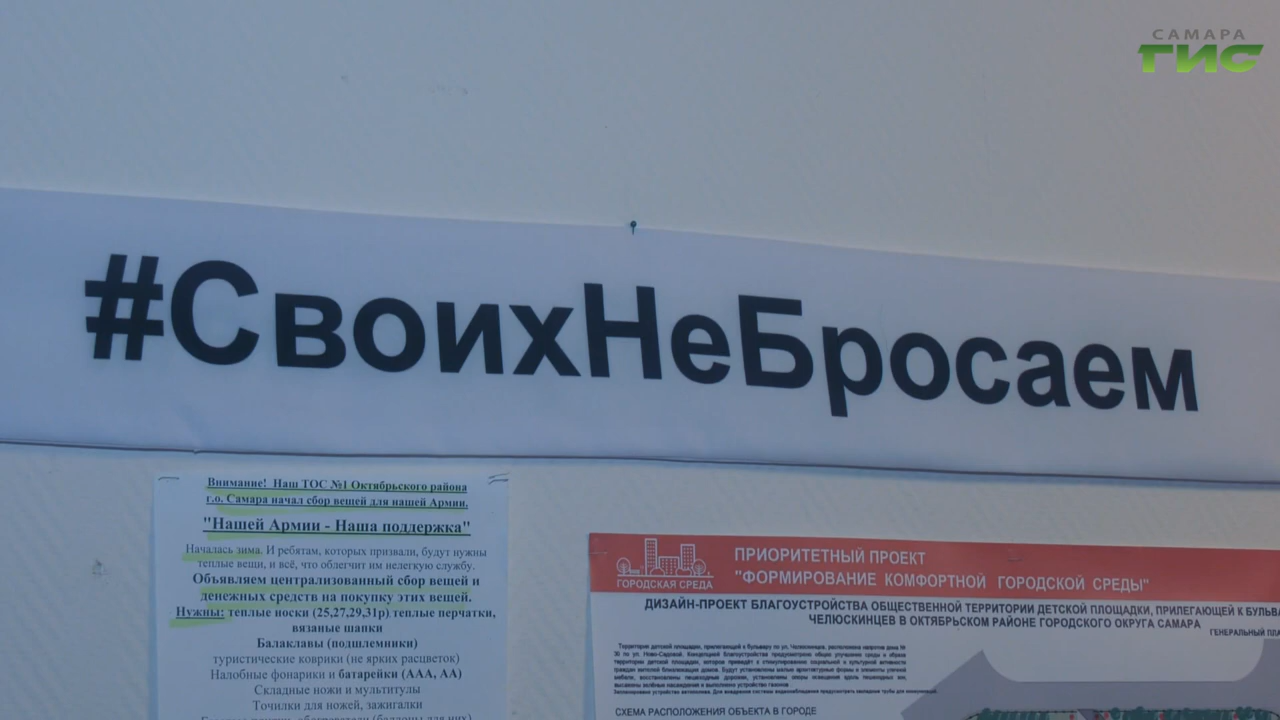 САМАРА
ГИС
#СвоихНеБросаем
Внимание! Наш ТОС №1 Октябрьского района
г.о. Самара начал сбор вещей для нашей Армии.
"Нашей Армии - Наша поддержка"
Началась зима. И ребятам, которых призвали, будут нужны
теплые вещи, и всё, что облегчит им нелегкую службу.
Объявляем централизованный сбор вещей и
денежных средств на покупку этих вещей.
Нужны: теплые носки (25,27,29,31р) теплые перчатки,
вязаные шапки
Балаклавы (подшлемники)
туристические коврики (не ярких расцветок)
Налобные фонарики и батарейки (ААА, АА)
Складные ножи и мультитулы
Точилки для ножей, зажигалки
ГОРОДСКАЯ СРЕДА
ПРИОРИТЕТНЫЙ ПРОЕКТ
"ФОРМИРОВАНИЕ КОМФОРТНОЙ ГОРОДСКОЙ СРЕДЫ"
ДИЗАЙН-ПРОЕКТ БЛАГОУСТРОЙСТВА ОБЩЕСТВЕННОЙ ТЕРРИТОРИИ ДЕТСКОЙ ПЛОЩАДКИ, ПРИЛЕГАЮЩЕЙ К БУЛЬВА
ЧЕЛЮСКИНЦЕВ В ОКТЯБРЬСКОМ РАЙОНЕ ГОРОДСКОГО ОКРУГА САМАРА
ГЕНЕРАЛЬНЫЙ ПЛА
СХЕМА РАСПОЛОЖЕНИЯ ОБЪЕКТА В ГОРОДЕ